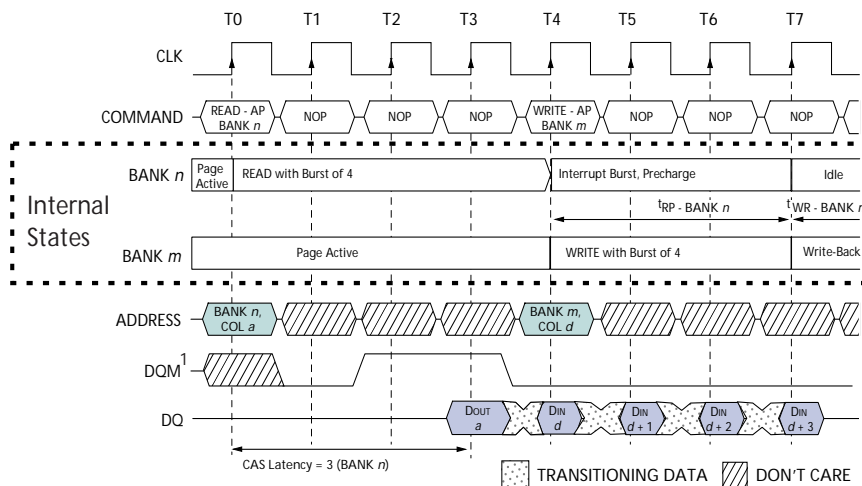 T0 T1 T2 T3 T4 T5 T6 T7
CLK
COMMAND READ - AP BANK n NOP NOP NOP WRITE - AP BANK m NOP NOP NOP
Internal States
BANK n Page Active READ with Burst of 4 Interrupt Burst, Precharge Idle
tRP - BANK n tWR - BANK
BANK m Page Active WRITE with Burst of 4 Write-Back
ADDRESS BANK n, COL a BANK m, COL d
DQM1
DQ DOUT a DIN d DIN d + 1 DIN d + 2 DIN d + 3
CAS Latency = 3 (BANK n)
TRANSITIONING DATA DON'T CARE